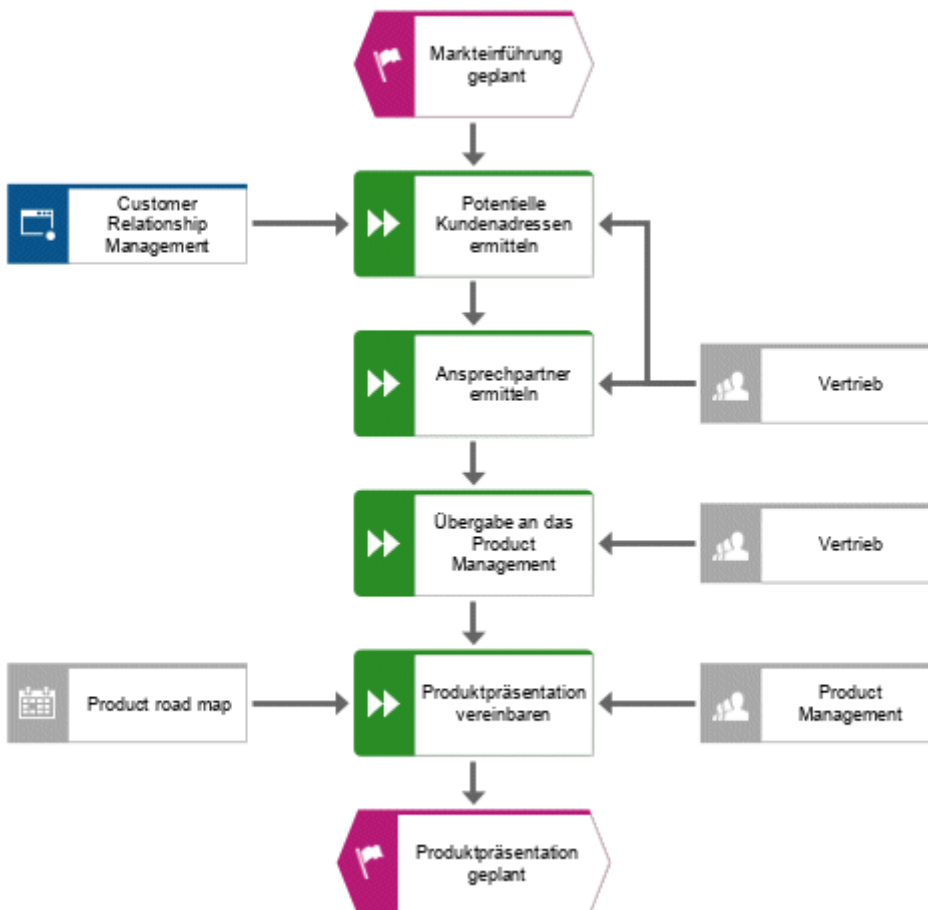 Markteinführung
geplant
Customer
Relationship
Management
Potentielle
Kundenadressen
ermitteln
Ansprechpartner
ermitteln
Vertrieb
Übergabe an das
Product
Management
Vertrieb
Product road map
Produktpräsentation
vereinbaren
Product
Management
Produktpräsentation
geplant